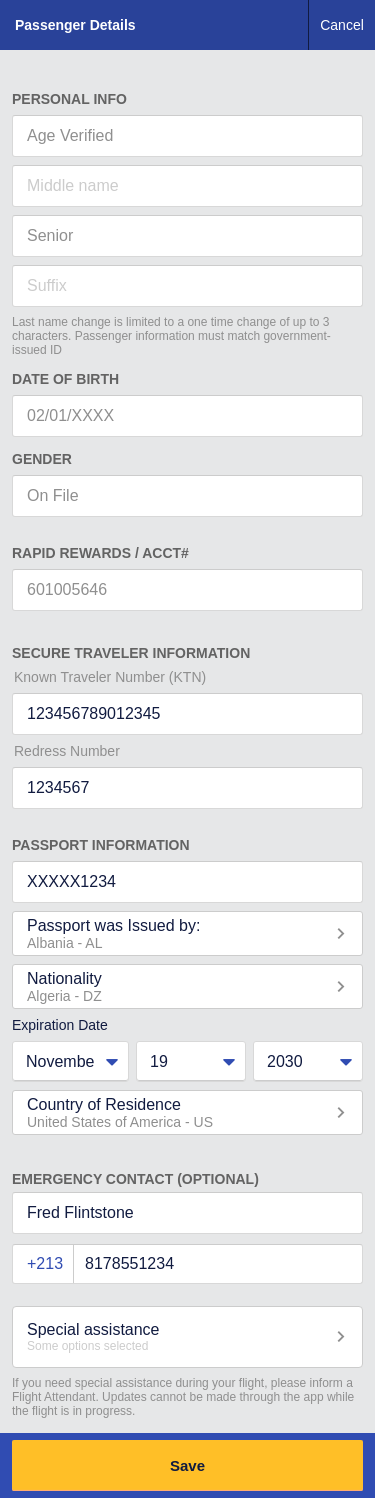 Passenger Details
Cancel
PERSONAL INFO
Age Verified
Middle name
Senior
Suffix
Last name change is limited to a one time change of up to 3
characters. Passenger information must match government-
issued ID
DATE OF BIRTH
02/01/XXXX
GENDER
On File
RAPID REWARDS / ACCT#
601005646
SECURE TRAVELER INFORMATION
Known Traveler Number (KTN)
123456789012345
Redress Number
1234567
PASSPORT INFORMATION
XXXXX1234
Passport was Issued by:
Albania - AL
Nationality
Algeria - DZ
Expiration Date
Novembe 19 2030
Country of Residence
United States of America - US
EMERGENCY CONTACT (OPTIONAL)
Fred Flintstone
+213 8178551234
Special assistance
Some options selected
If you need special assistance during your flight, please inform a
Flight Attendant. Updates cannot be made through the app while
the flight is in progress.
Save